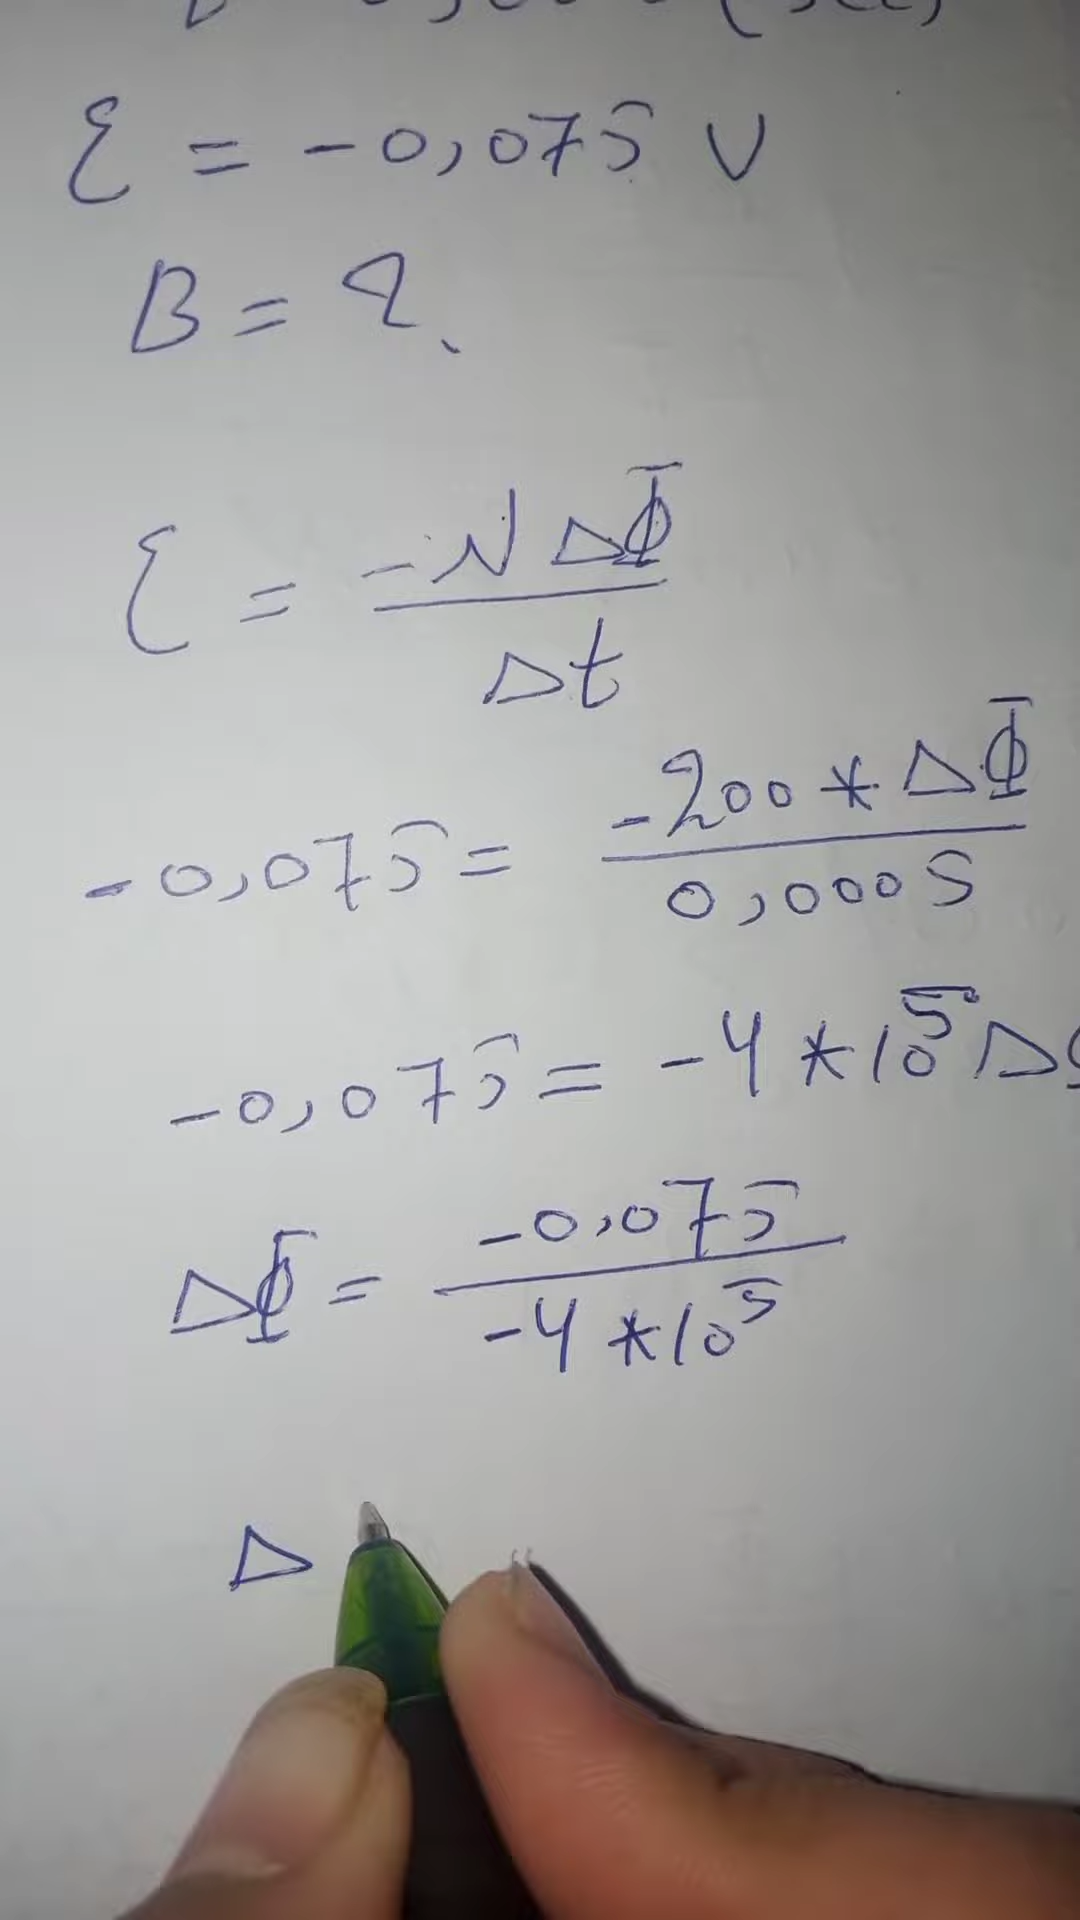 ℰ = -0,075 V
B = ?
ℰ = -N ΔΦ / Δt
-0,075 = -200 * ΔΦ / 0,0005
-0,075 = -4 * 10⁵ Δ
ΔΦ = -0,075 / -4 * 10⁵
Δ